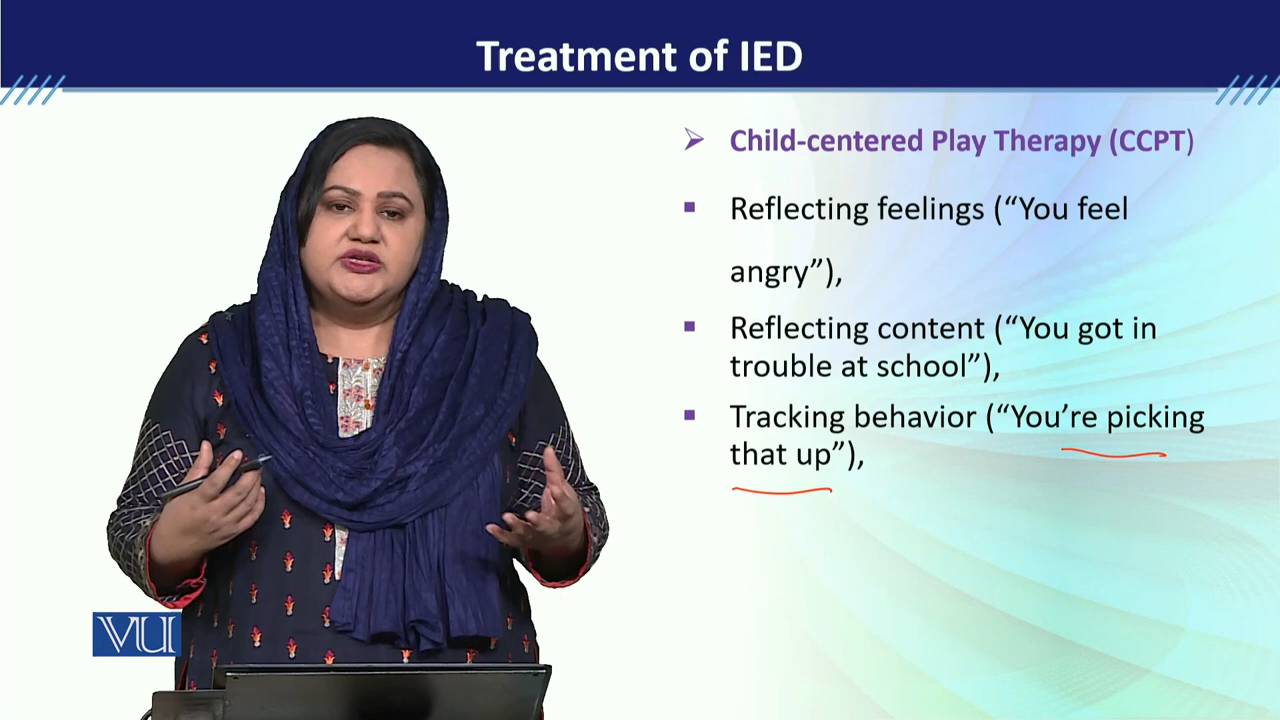 Treatment of IED
Child-centered Play Therapy (CCPT)
Reflecting feelings (“You feel
angry”),
Reflecting content (“You got in
trouble at school”),
Tracking behavior (“You’re picking
that up”),
VU